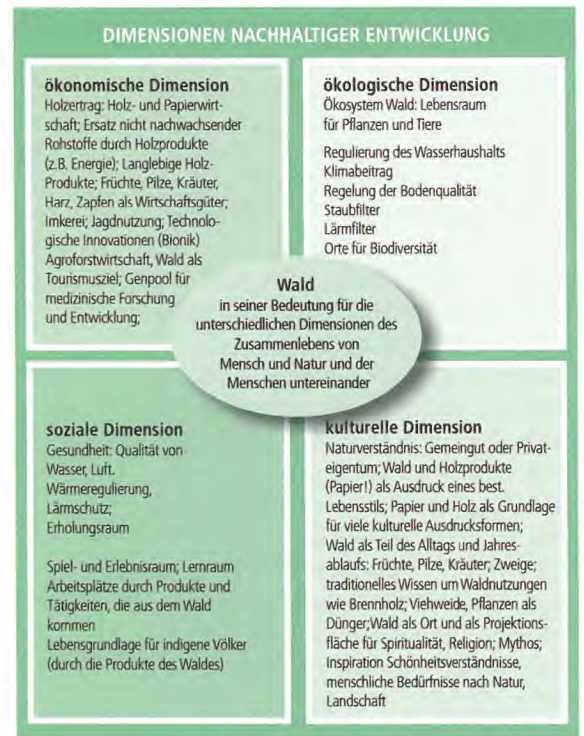 DIMENSIONEN NACHHALTIGER ENTWICKLUNG
ökonomische Dimension
Holzertrag: Holz- und Papierwirt-
schaft; Ersatz nicht nachwachsender
Rohstoffe durch Holzprodukte
(z.B. Energie); Langlebige Holz-
Produkte; Früchte, Pilze, Kräuter,
Harz, Zapfen als Wirtschaftsgüter;
Imkerei; Jagdnutzung; Technolo-
gische Innovationen (Bionik)
Agroforstwirtschaft, Wald als
Tourismusziel; Genpool für
medizinische Forschung
und Entwicklung;
ökologische Dimension
Ökosystem Wald: Lebensraum
für Pflanzen und Tiere
Regulierung des Wasserhaushalts
Klimabeitrag
Regelung der Bodenqualität
Staubfilter
Lärmfilter
Orte für Biodiversität
Wald
in seiner Bedeutung für die
unterschiedlichen Dimensionen des
Zusammenlebens von
Mensch und Natur und der
Menschen untereinander
soziale Dimension
Gesundheit: Qualität von
Wasser, Luft.
Wärmeregulierung,
Lärmschutz;
Erholungsraum
Spiel- und Erlebnisraum; Lernraum
Arbeitsplätze durch Produkte und
Tätigkeiten, die aus dem Wald
kommen
Lebensgrundlage für indigene Völker
(durch die Produkte des Waldes)
kulturelle Dimension
Naturverständnis: Gemeingut oder Privat-
eigentum; Wald und Holzprodukte
(Papier!) als Ausdruck eines best.
Lebensstils; Papier und Holz als Grundlage
für viele kulturelle Ausdrucksformen;
Wald als Teil des Alltags und Jahres-
ablaufs: Früchte, Pilze, Kräuter; Zweige;
traditionelles Wissen um Waldnutzungen
wie Brennholz; Viehweide, Pflanzen als
Dünger;Wald als Ort und als Projektions-
fläche für Spiritualität, Religion; Mythos;
Inspiration Schönheitsverständnisse,
menschliche Bedürfnisse nach Natur,
Landschaft